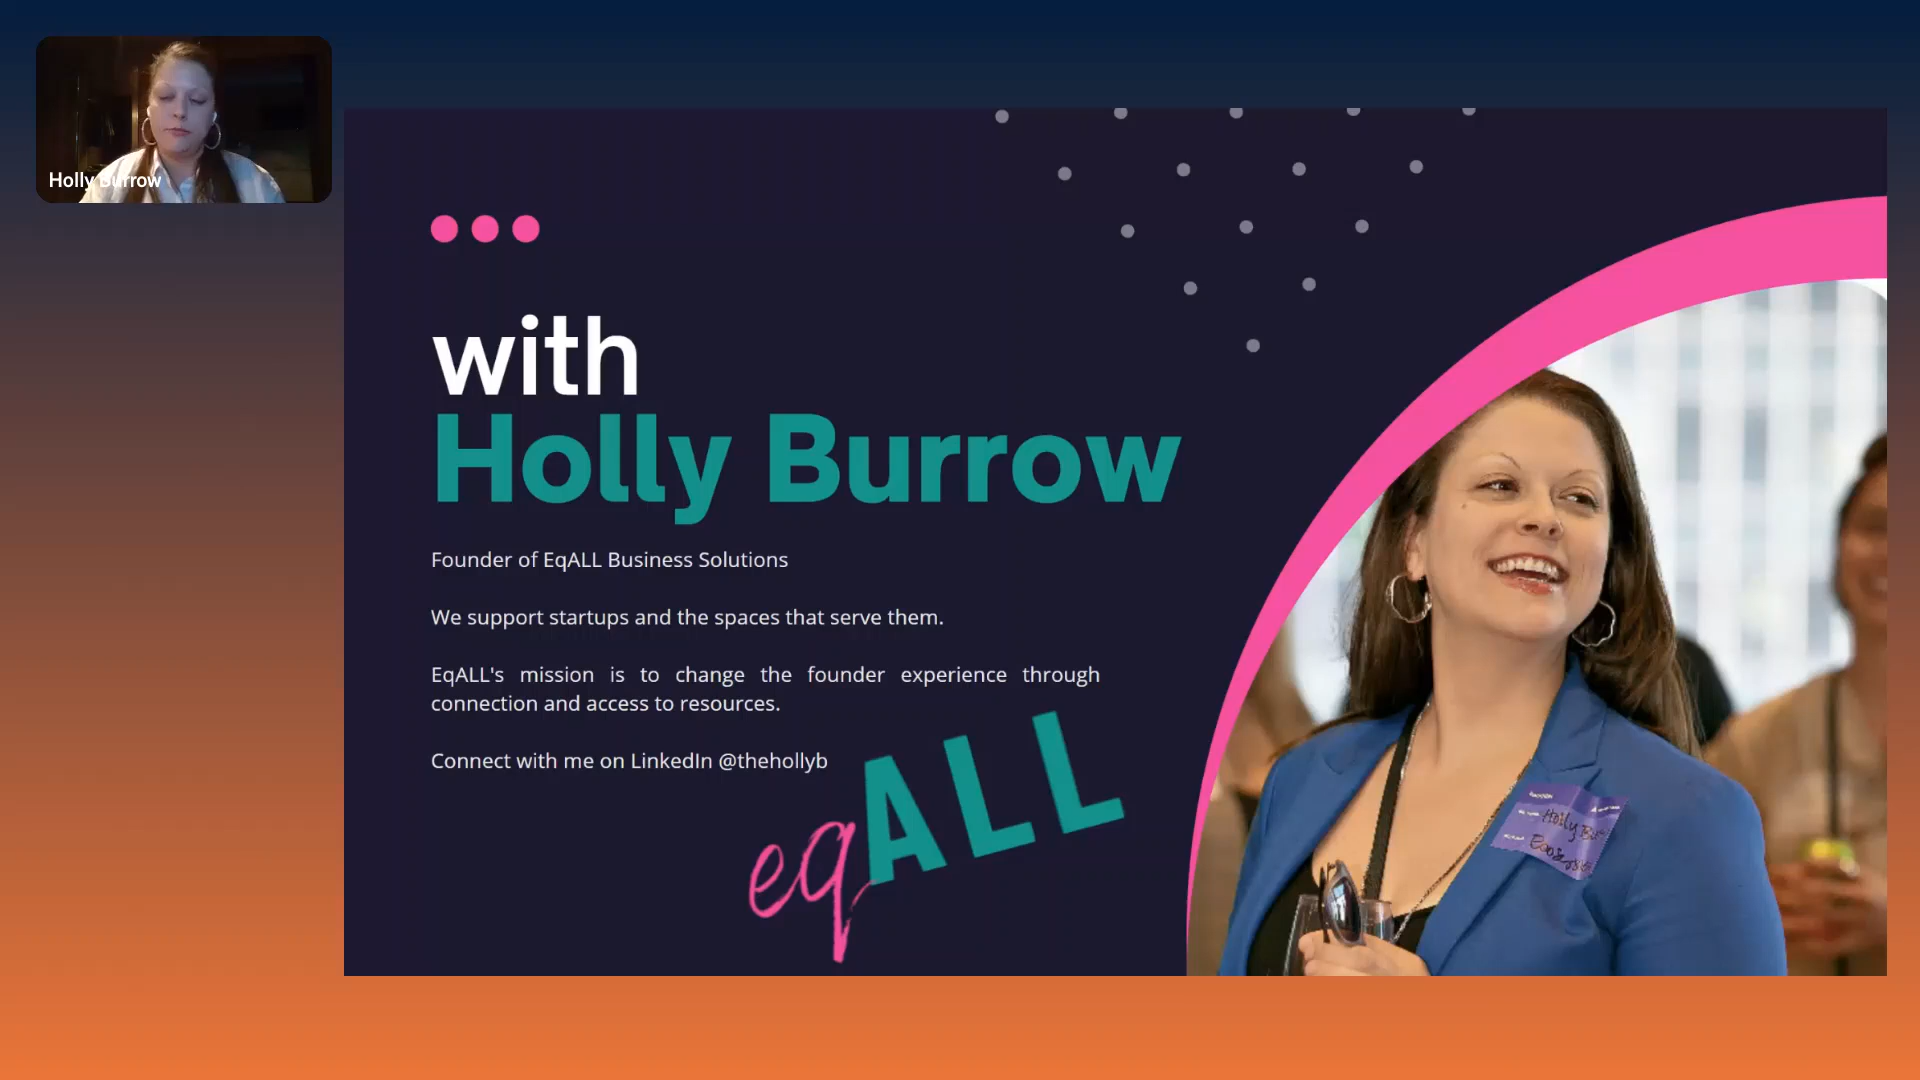 Holly Burrow
with
Holly Burrow
Founder of EqALL Business Solutions
We support startups and the spaces that serve them.
EqALL's mission is to change the founder experience through
connection and access to resources.
Connect with me on LinkedIn @thehollyb
eqALL
Holly